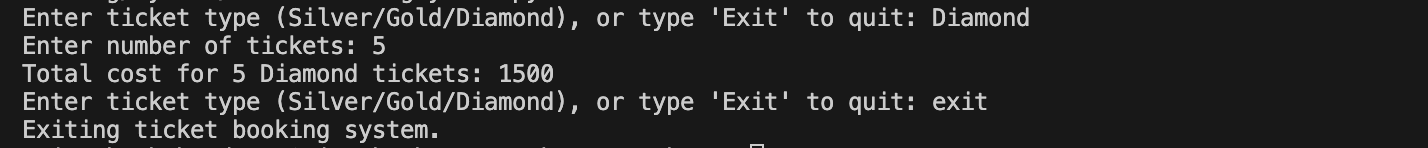 Enter ticket type (Silver/Gold/Diamond), or type 'Exit' to quit: Diamond
Enter number of tickets: 5
Total cost for 5 Diamond tickets: 1500
Enter ticket type (Silver/Gold/Diamond), or type 'Exit' to quit: exit
Exiting ticket booking system.